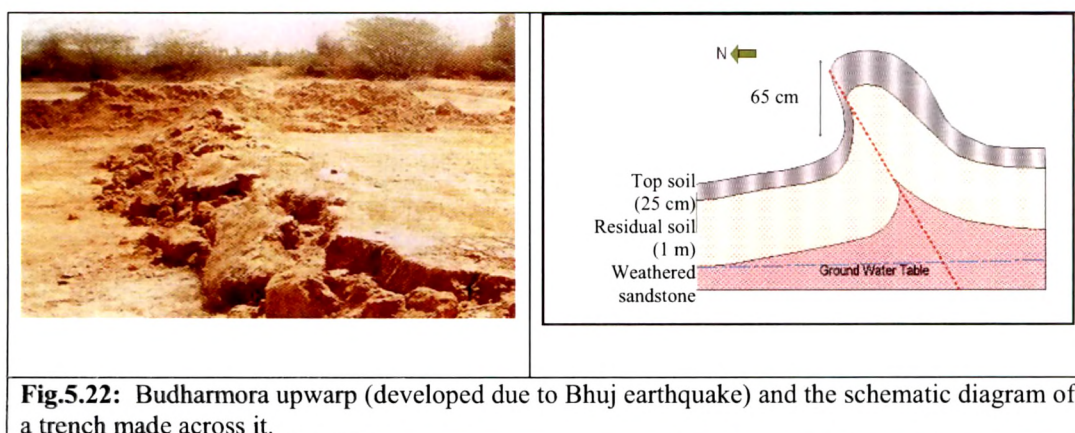 N
65 cm
Top soil
(25 cm)
Residual soil
(1 m)
Weathered
sandstone
Ground Water Table
Fig.5.22: Budharmora upwarp (developed due to Bhuj earthquake) and the schematic diagram of
a trench made across it.